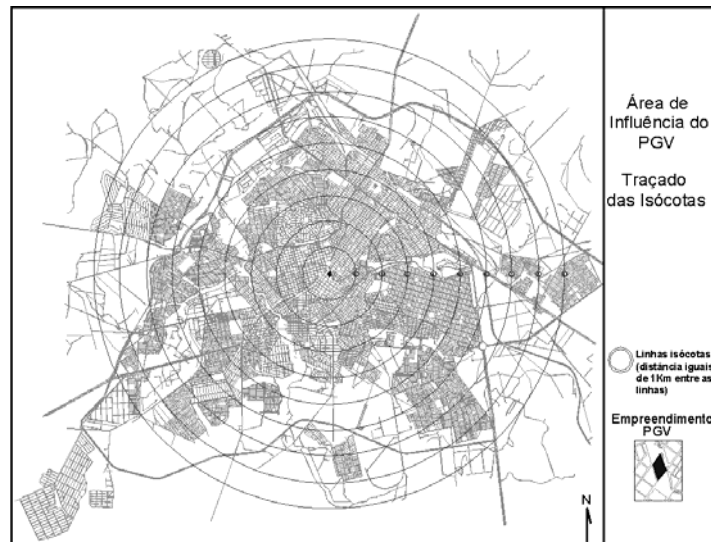 Área de
Influência do
PGV
Traçado
das Isócotas
Linhas isócotas
(distância iguais
de 1Km entre as
linhas)
Empreendimento
PGV
N